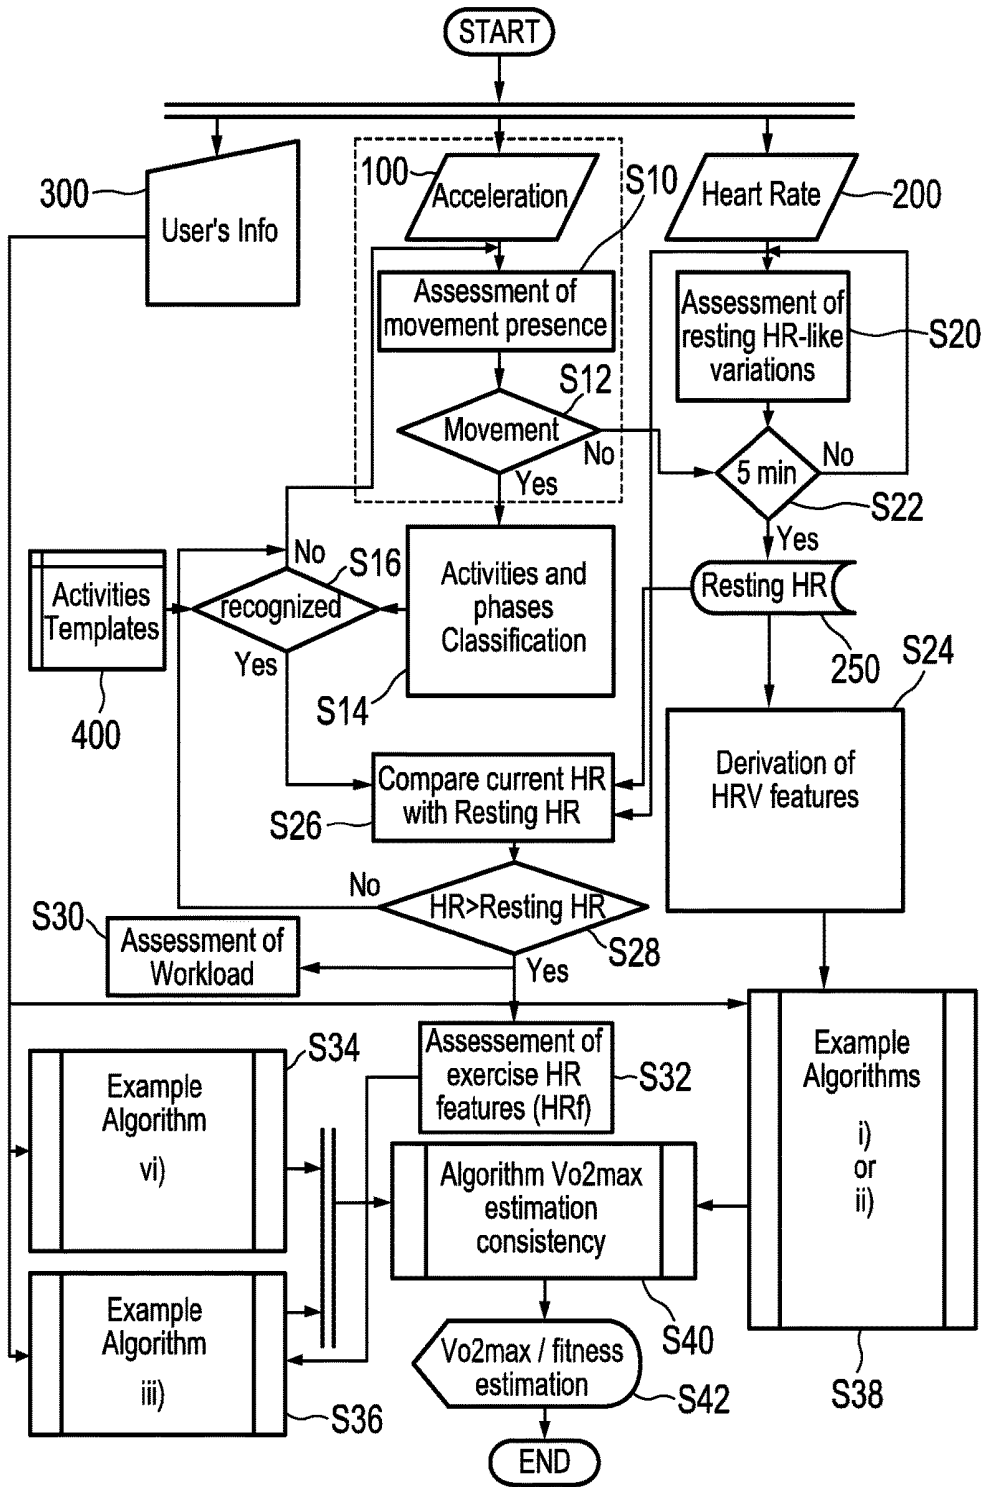 START
300
User's Info
100
Acceleration
S10
Heart Rate
200
Assessment of
movement presence
Assessment of
resting HR-like
variations
S20
S12
Movement
No
Yes
5 min
No
S22
Yes
No
S16
recognized
Yes
Activities
Templates
400
Activities and
phases
Classification
S14
Resting HR
250
S24
Derivation of
HRV features
Compare current HR
with Resting HR
S26
No
HR>Resting HR
S28
Yes
S30
Assessment of
Workload
Assessement of
exercise HR
features (HRf)
S32
S34
Example
Algorithm
vi)
Example
Algorithms
i)
or
ii)
S38
Algorithm Vo2max
estimation
consistency
S40
Example
Algorithm
iii)
S36
Vo2max / fitness
estimation
S42
END